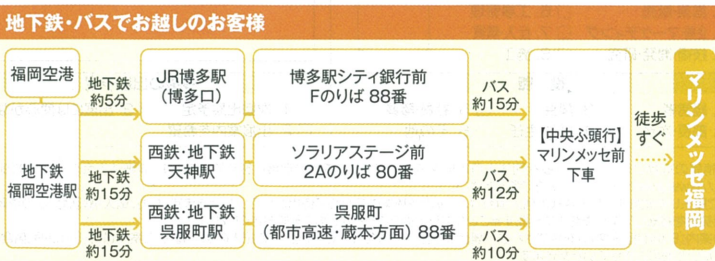 地下鉄・バスでお越しのお客様
福岡空港
地下鉄
福岡空港駅
地下鉄
約5分
JR博多駅
（博多口）
博多駅シティ銀行前
Fのりば 88番
バス
約15分
地下鉄
約15分
西鉄・地下鉄
天神駅
ソラリアステージ前
2Aのりば 80番
バス
約12分
地下鉄
約15分
西鉄・地下鉄
呉服町駅
呉服町
（都市高速・蔵本方面）88番
バス
約10分
【中央ふ頭行】
マリンメッセ前
下車
徒歩
すぐ
マリンメッセ福岡